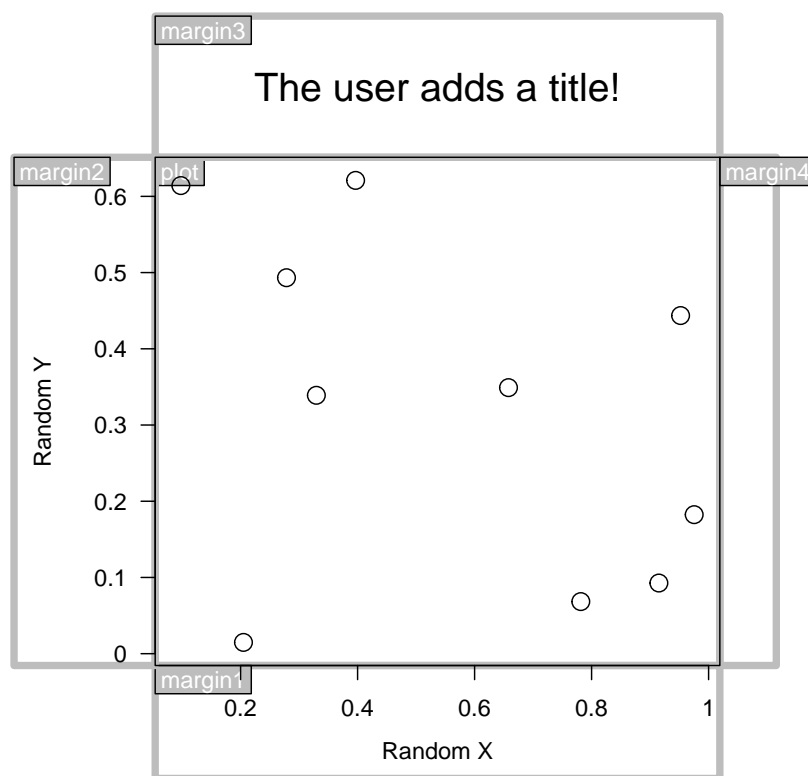 margin3
The user adds a title!
margin2
plot
margin4
0.6
0.5
0.4
0.3
0.2
0.1
0
Random Y
margin1
0.2 0.4 0.6 0.8 1
Random X